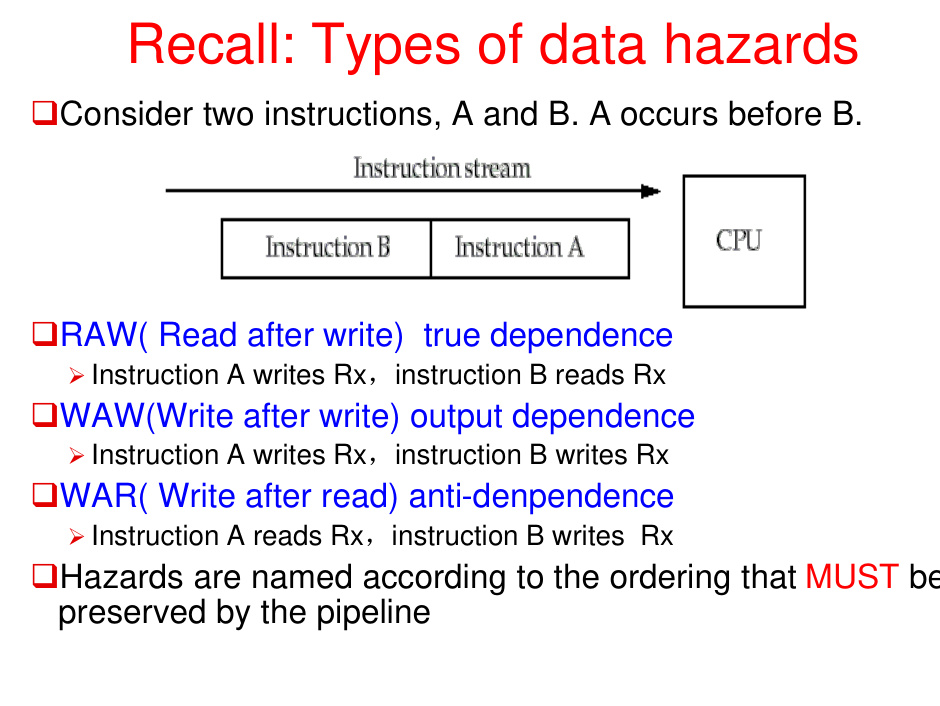 Recall: Types of data hazards
❑Consider two instructions, A and B. A occurs before B.
Instruction stream
Instruction B
Instruction A
CPU
❑RAW( Read after write)  true dependence
➢Instruction A writes Rx，instruction B reads Rx
❑WAW(Write after write) output dependence
➢Instruction A writes Rx，instruction B writes Rx
❑WAR( Write after read) anti-denpendence
➢Instruction A reads Rx，instruction B writes  Rx
❑Hazards are named according to the ordering that MUST be
preserved by the pipeline